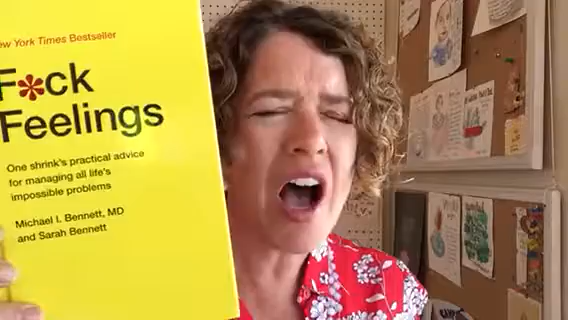 New York Times Bestseller
F*ck
Feelings
One shrink's practical advice
for managing all life's
impossible problems
Michael I. Bennett, MD
and Sarah Bennett